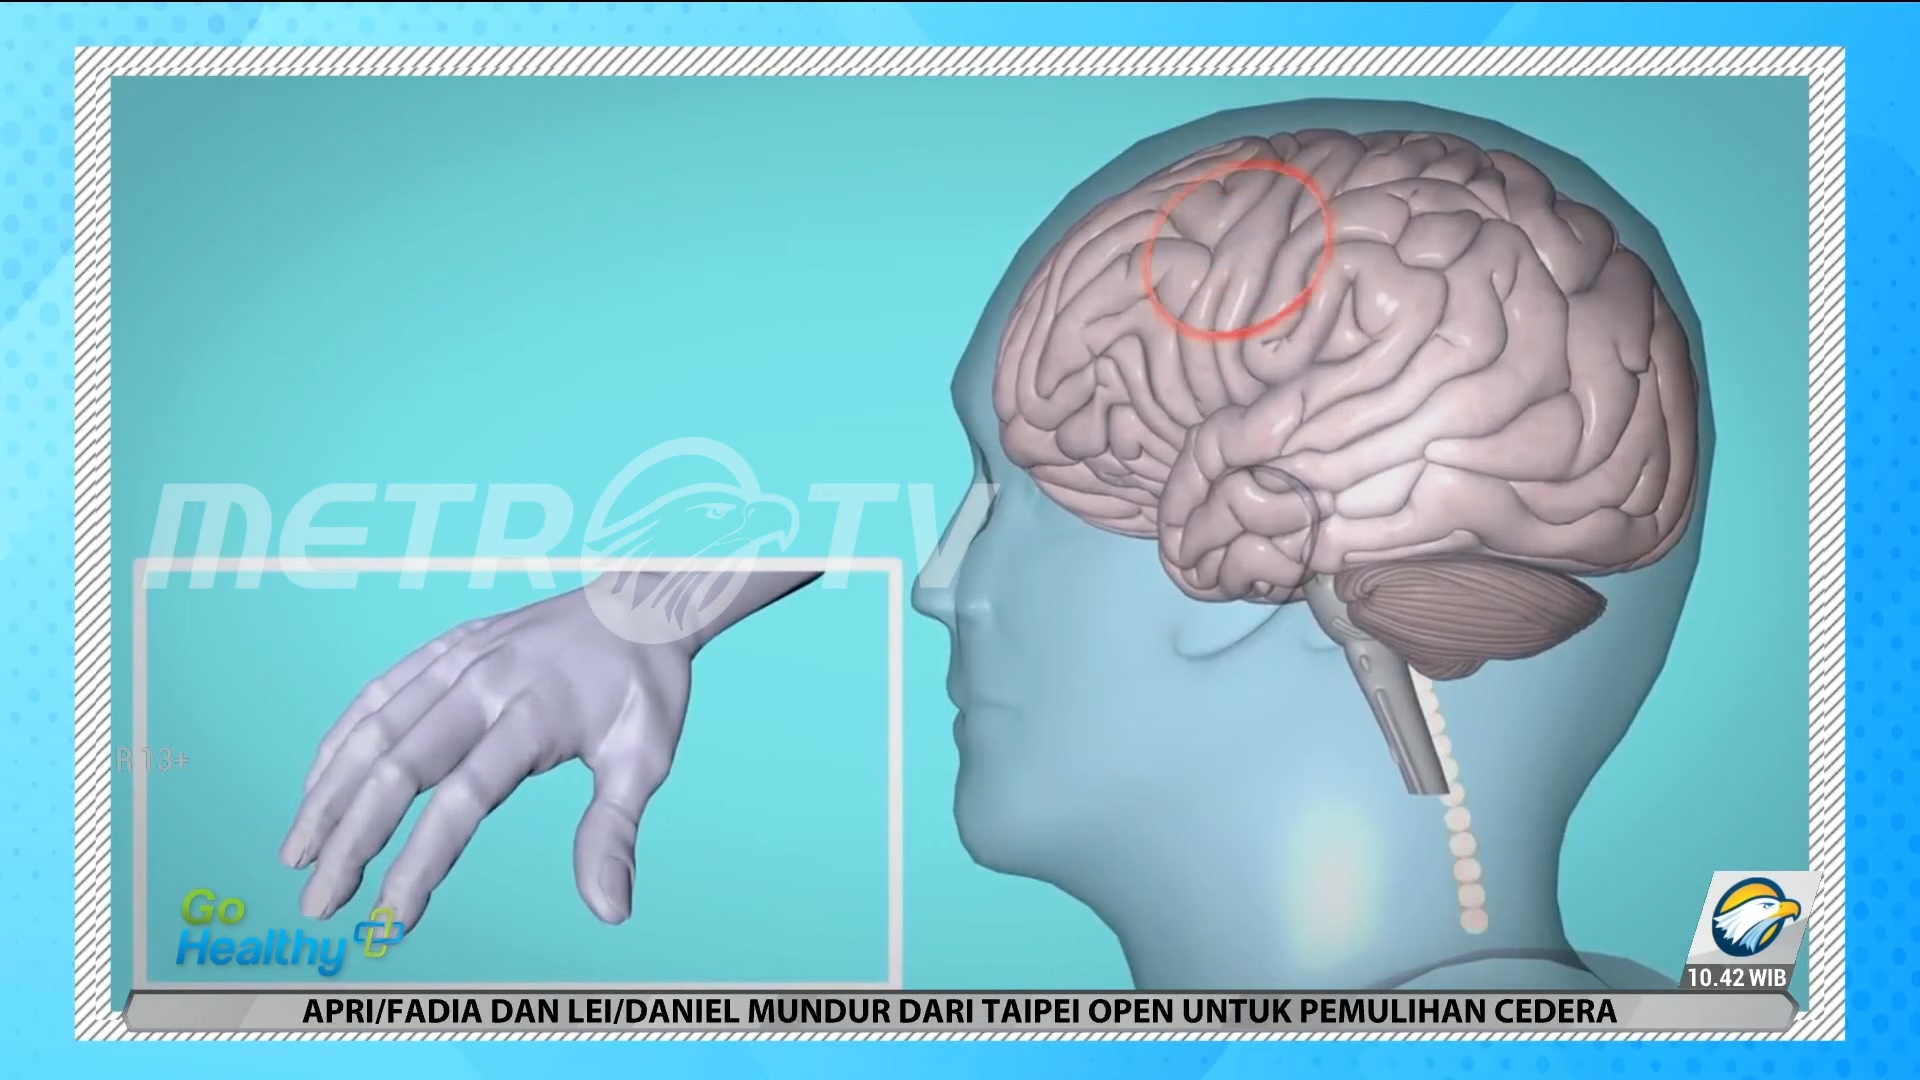 METRO TV
R 13+
Go
Healthy
10.42 WIB
APRI/FADIA DAN LEI/DANIEL MUNDUR DARI TAIPEI OPEN UNTUK PEMULIHAN CEDERA